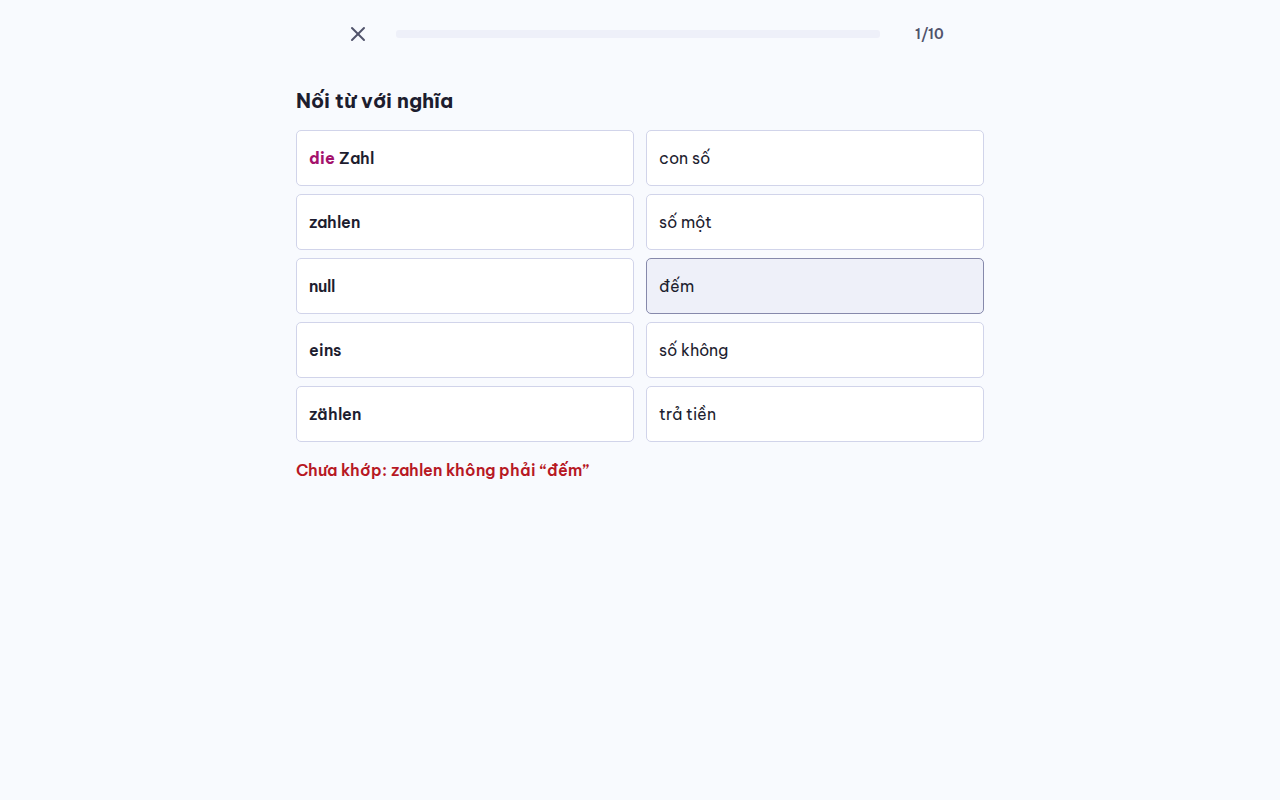 1/10
Nối từ với nghĩa
die Zahl
con số
zahlen
số một
null
đếm
eins
số không
zählen
trả tiền
Chưa khớp: zahlen không phải “đếm”